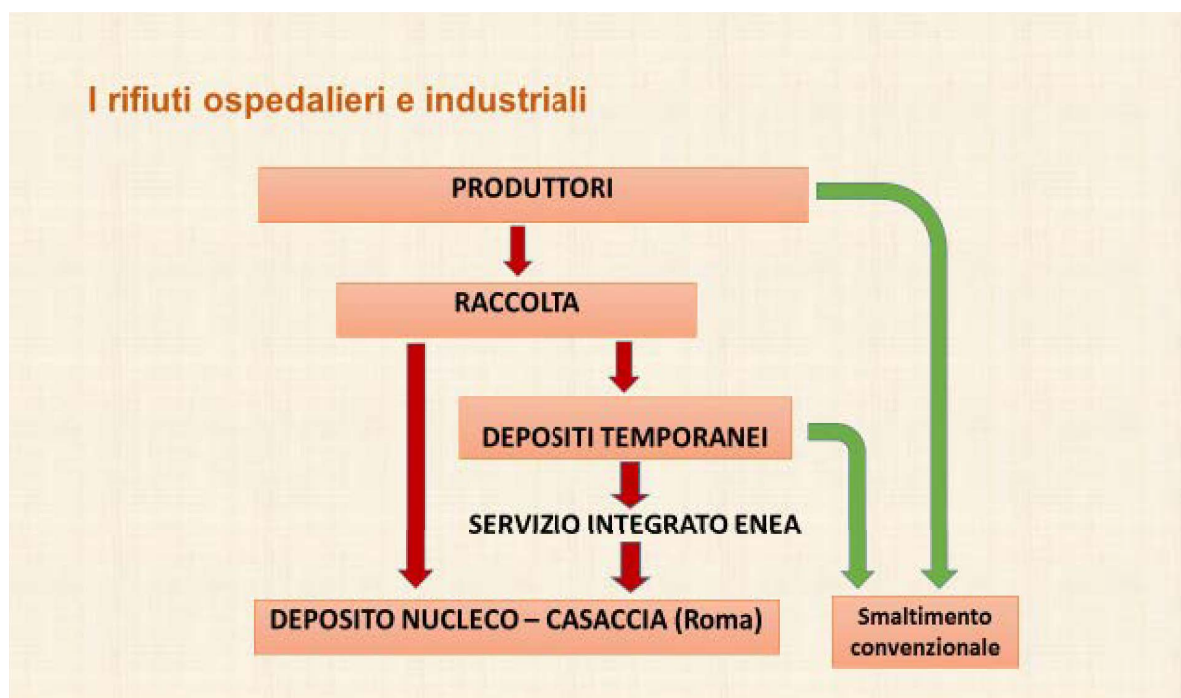 I rifiuti ospedalieri e industriali
PRODUTTORI
RACCOLTA
DEPOSITI TEMPORANEI
SERVIZIO INTEGRATO ENEA
DEPOSITO NUCLECO – CASACCIA (Roma)
Smaltimento
convenzionale